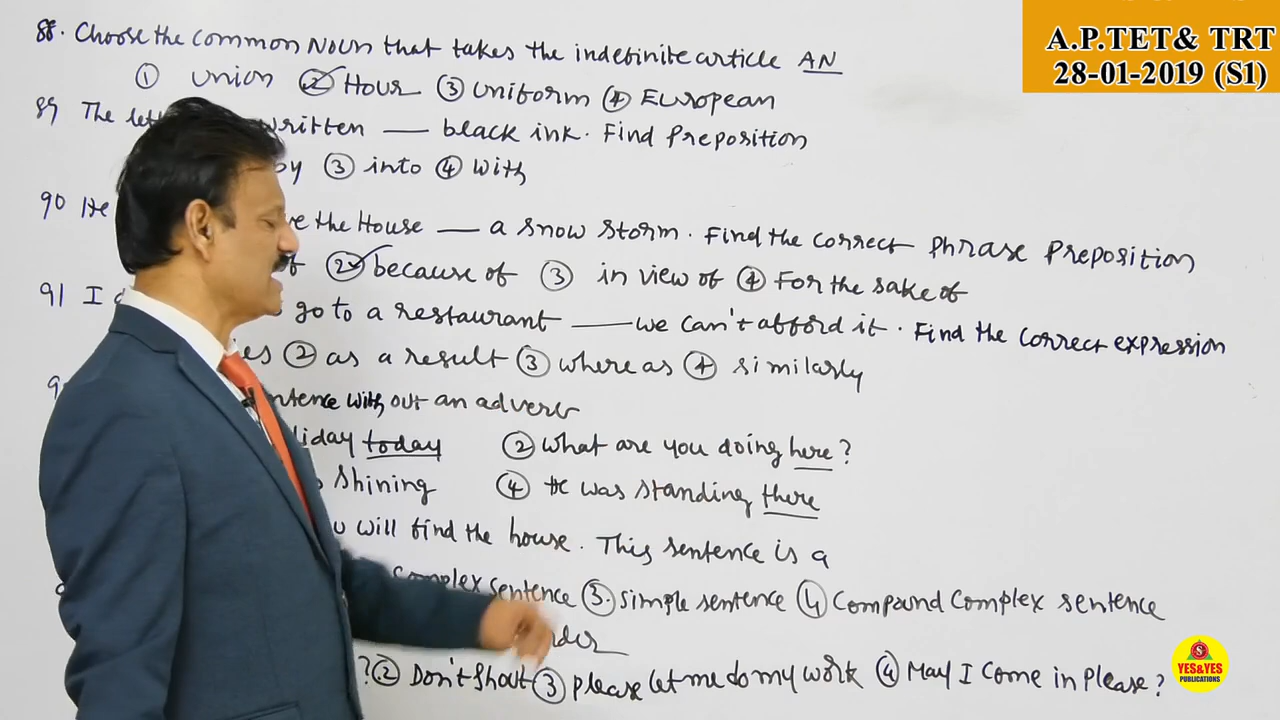 88. Choose the common Noun that takes the indefinite article AN
① union ② Hour ③ uniform ④ European
89 The written — black ink. Find Preposition
by ③ into ④ with
90 He the House — a snow storm. Find the correct Phrase Preposition
② because of ③ in view of ④ For the sake of
91 I go to a restaurant — we can't afford it. Find the correct expression
② as a result ③ where as ④ similarly
with out an adverb
today ② What are you doing here?
shining ④ He was standing there
will find the house. This sentence is a
Complex sentence ③. simple sentence ④ Compound Complex sentence
? ② Don't shout ③ please let me do my work ④ May I Come in Please?
A.P.TET& TRT
28-01-2019 (S1)
YES&YES
PUBLICATIONS